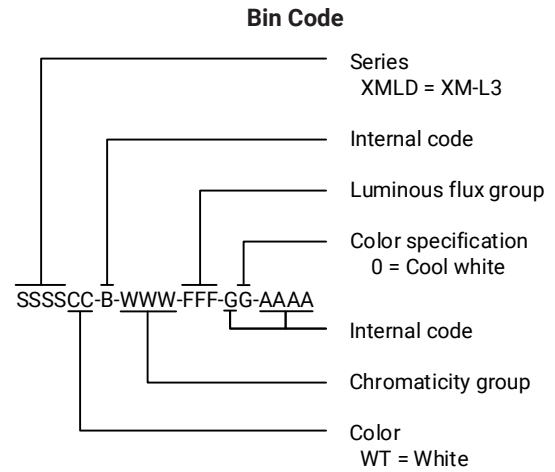 Bin Code
Series
XMLD = XM-L3
Internal code
Luminous flux group
Color specification
0 = Cool white
SSSSCC-B-WWW-FFF-GG-AAAA
Internal code
Chromaticity group
Color
WT = White